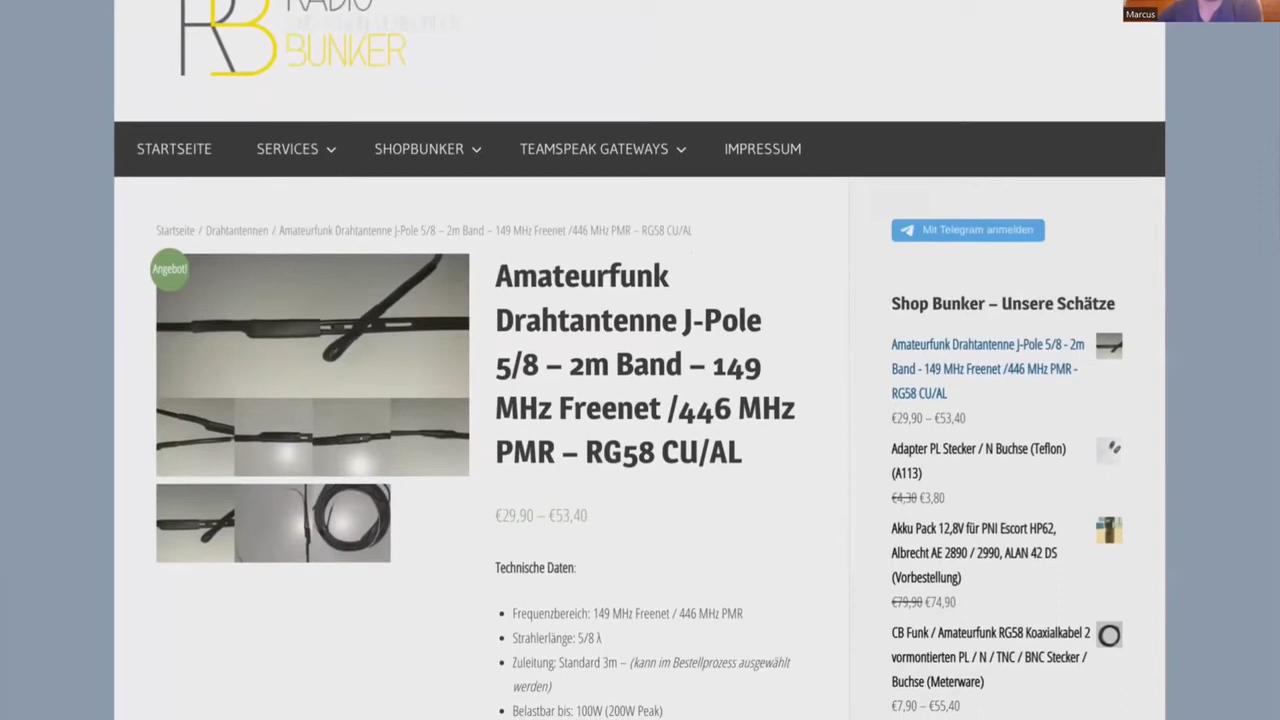 Marcus
RADIO
BUNKER
STARTSEITE
SERVICES
SHOPBUNKER
TEAMSPEAK GATEWAYS
IMPRESSUM
Startseite / Drahtantennen / Amateurfunk Drahtantenne J-Pole 5/8 – 2m Band – 149 MHz Freenet /446 MHz PMR – RG58 CU/AL
Angebot!
Amateurfunk
Drahtantenne J-Pole
5/8 – 2m Band – 149
MHz Freenet /446 MHz
PMR – RG58 CU/AL
€29,90 – €53,40
Technische Daten:
• Frequenzbereich: 149 MHz Freenet / 446 MHz PMR
• Strahlerlänge: 5/8 λ
• Zuleitung: Standard 3m – (kann im Bestellprozess ausgewählt
werden)
• Belastbar bis: 100W (200W Peak)
Mit Telegram anmelden
Shop Bunker – Unsere Schätze
Amateurfunk Drahtantenne J-Pole 5/8 - 2m
Band - 149 MHz Freenet /446 MHz PMR -
RG58 CU/AL
€29,90 – €53,40
Adapter PL Stecker / N Buchse (Teflon)
(A113)
€4,30 €3,80
Akku Pack 12,8V für PNI Escort HP62,
Albrecht AE 2890 / 2990, ALAN 42 DS
(Vorbestellung)
€79,90 €74,90
CB Funk / Amateurfunk RG58 Koaxialkabel 2
vormontierten PL / N / TNC / BNC Stecker /
Buchse (Meterware)
€7,90 – €55,40